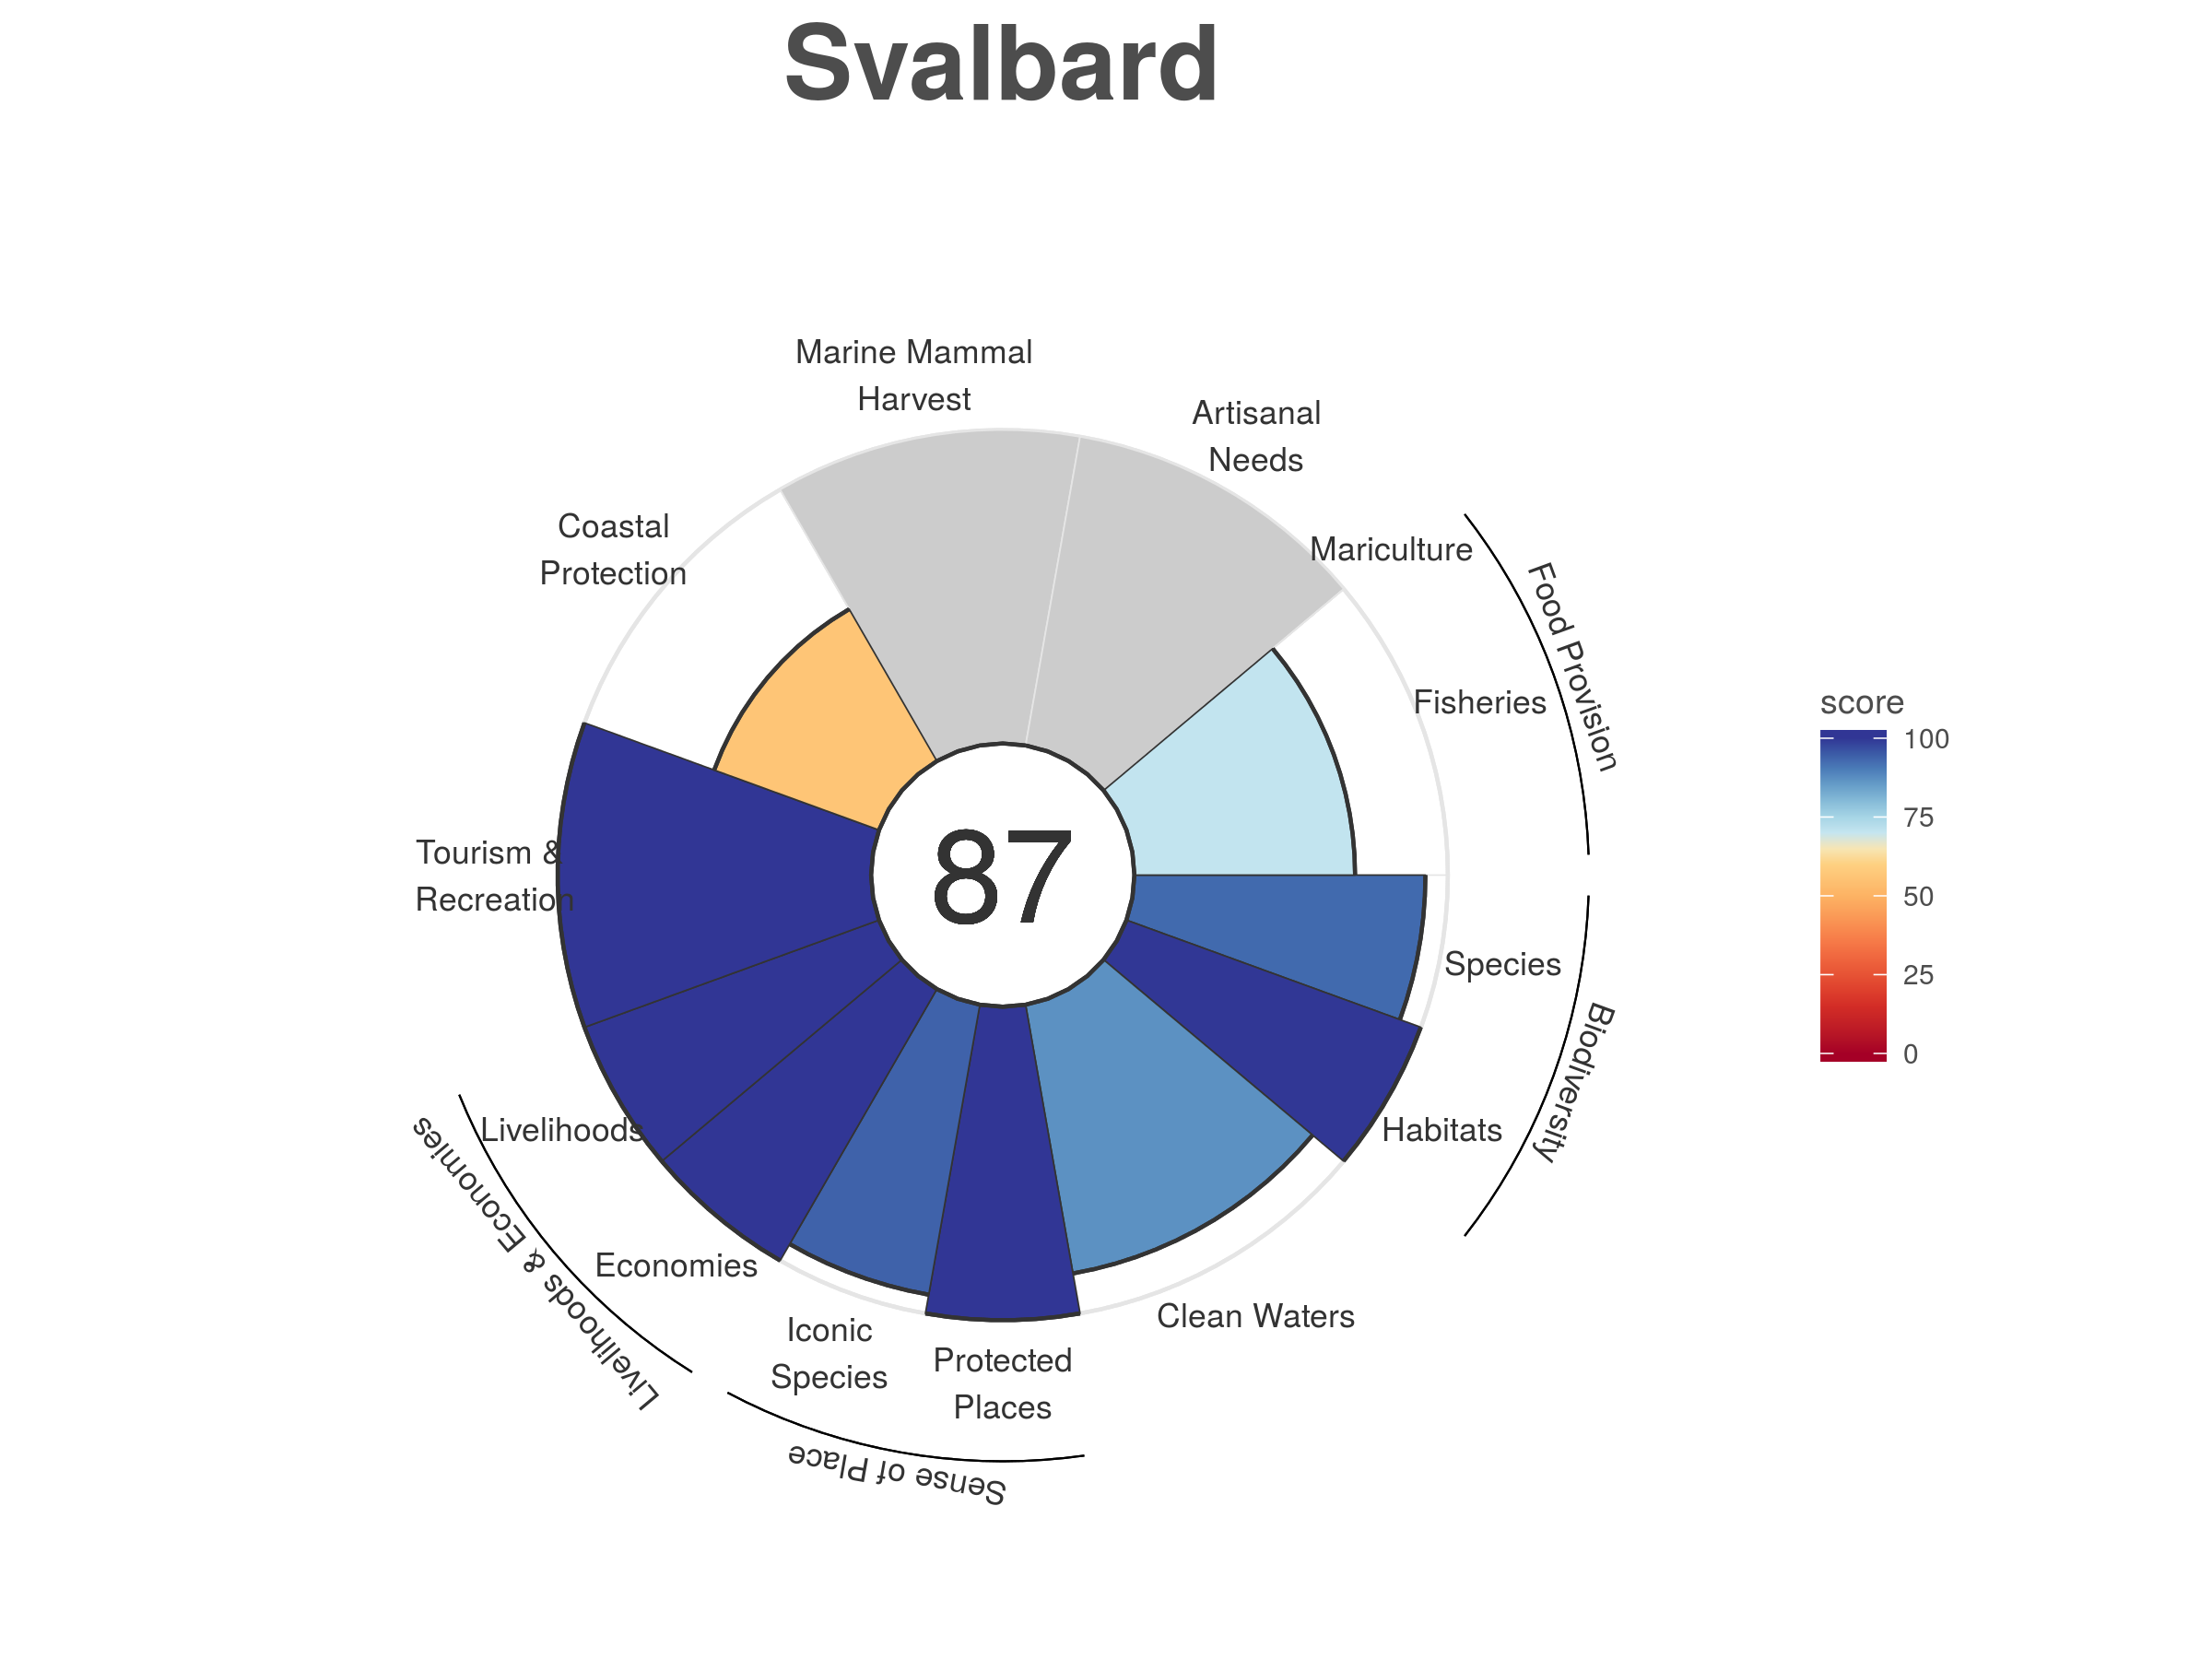 Svalbard
Marine Mammal
Harvest
Artisanal
Needs
Mariculture
Fisheries
Food Provision
Species
Habitats
Biodiversity
Clean Waters
Protected
Places
Iconic
Species
Sense of Place
Economies
Livelihoods
Livelihoods & Economies
Tourism &
Recreation
Coastal
Protection
87
score
100
75
50
25
0